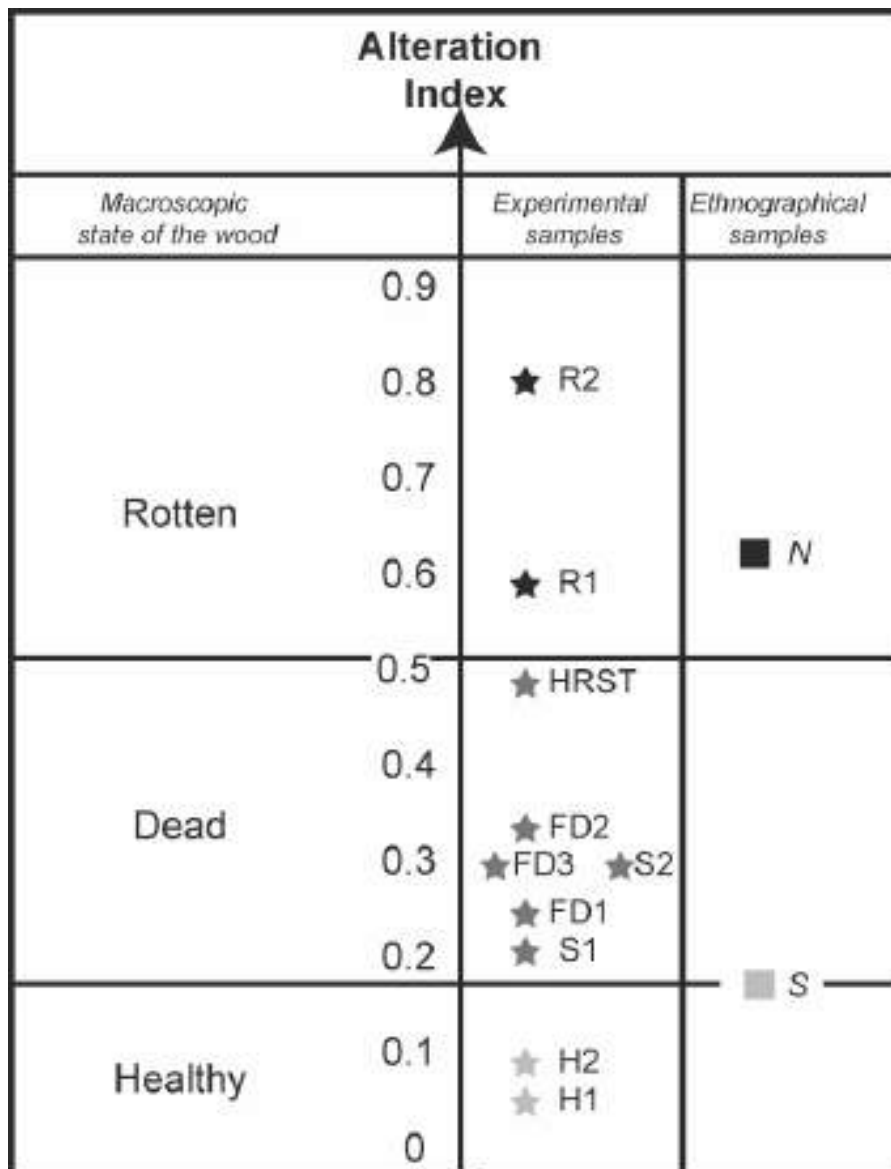 Alteration
Index
Macroscopic
state of the wood
Experimental
samples
Ethnographical
samples
0.9
0.8
R2
0.7
Rotten
N
0.6
R1
0.5
HRST
0.4
Dead
FD2
0.3
FD3
S2
FD1
S1
0.2
S
0.1
H2
Healthy
H1
0